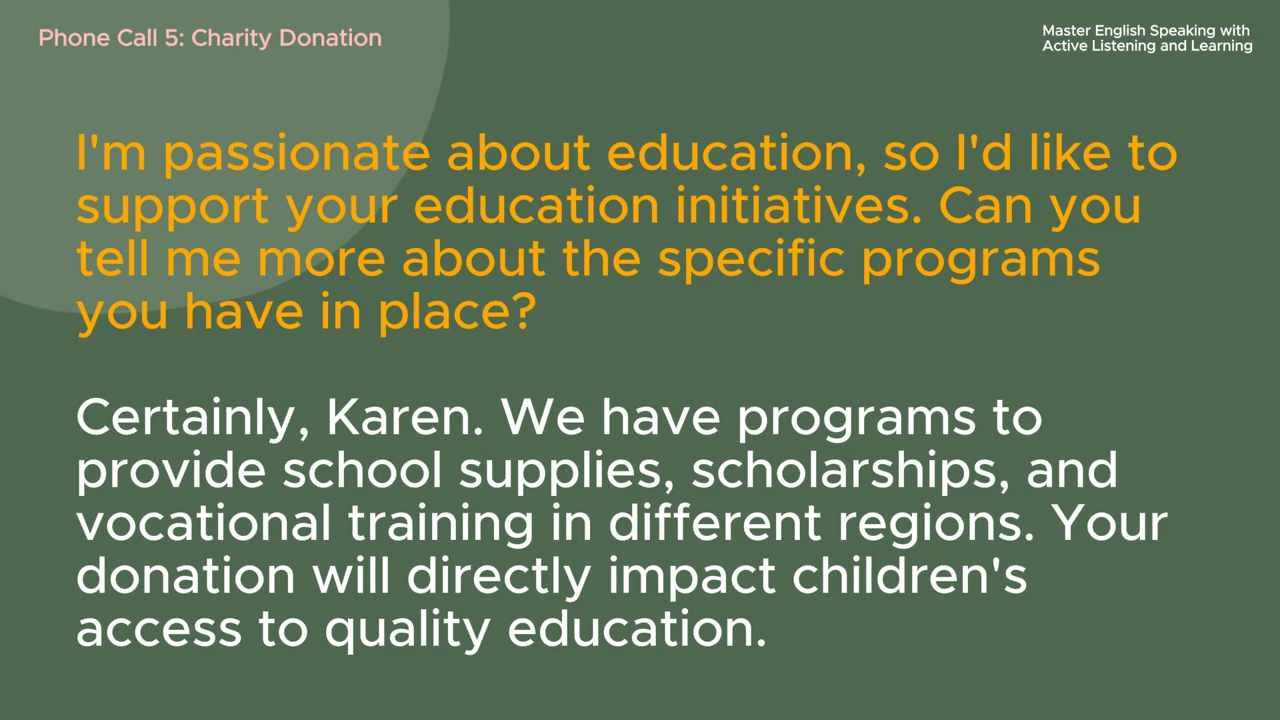 Phone Call 5: Charity Donation
Master English Speaking with
Active Listening and Learning
I'm passionate about education, so I'd like to
support your education initiatives. Can you
tell me more about the specific programs
you have in place?
Certainly, Karen. We have programs to
provide school supplies, scholarships, and
vocational training in different regions. Your
donation will directly impact children's
access to quality education.